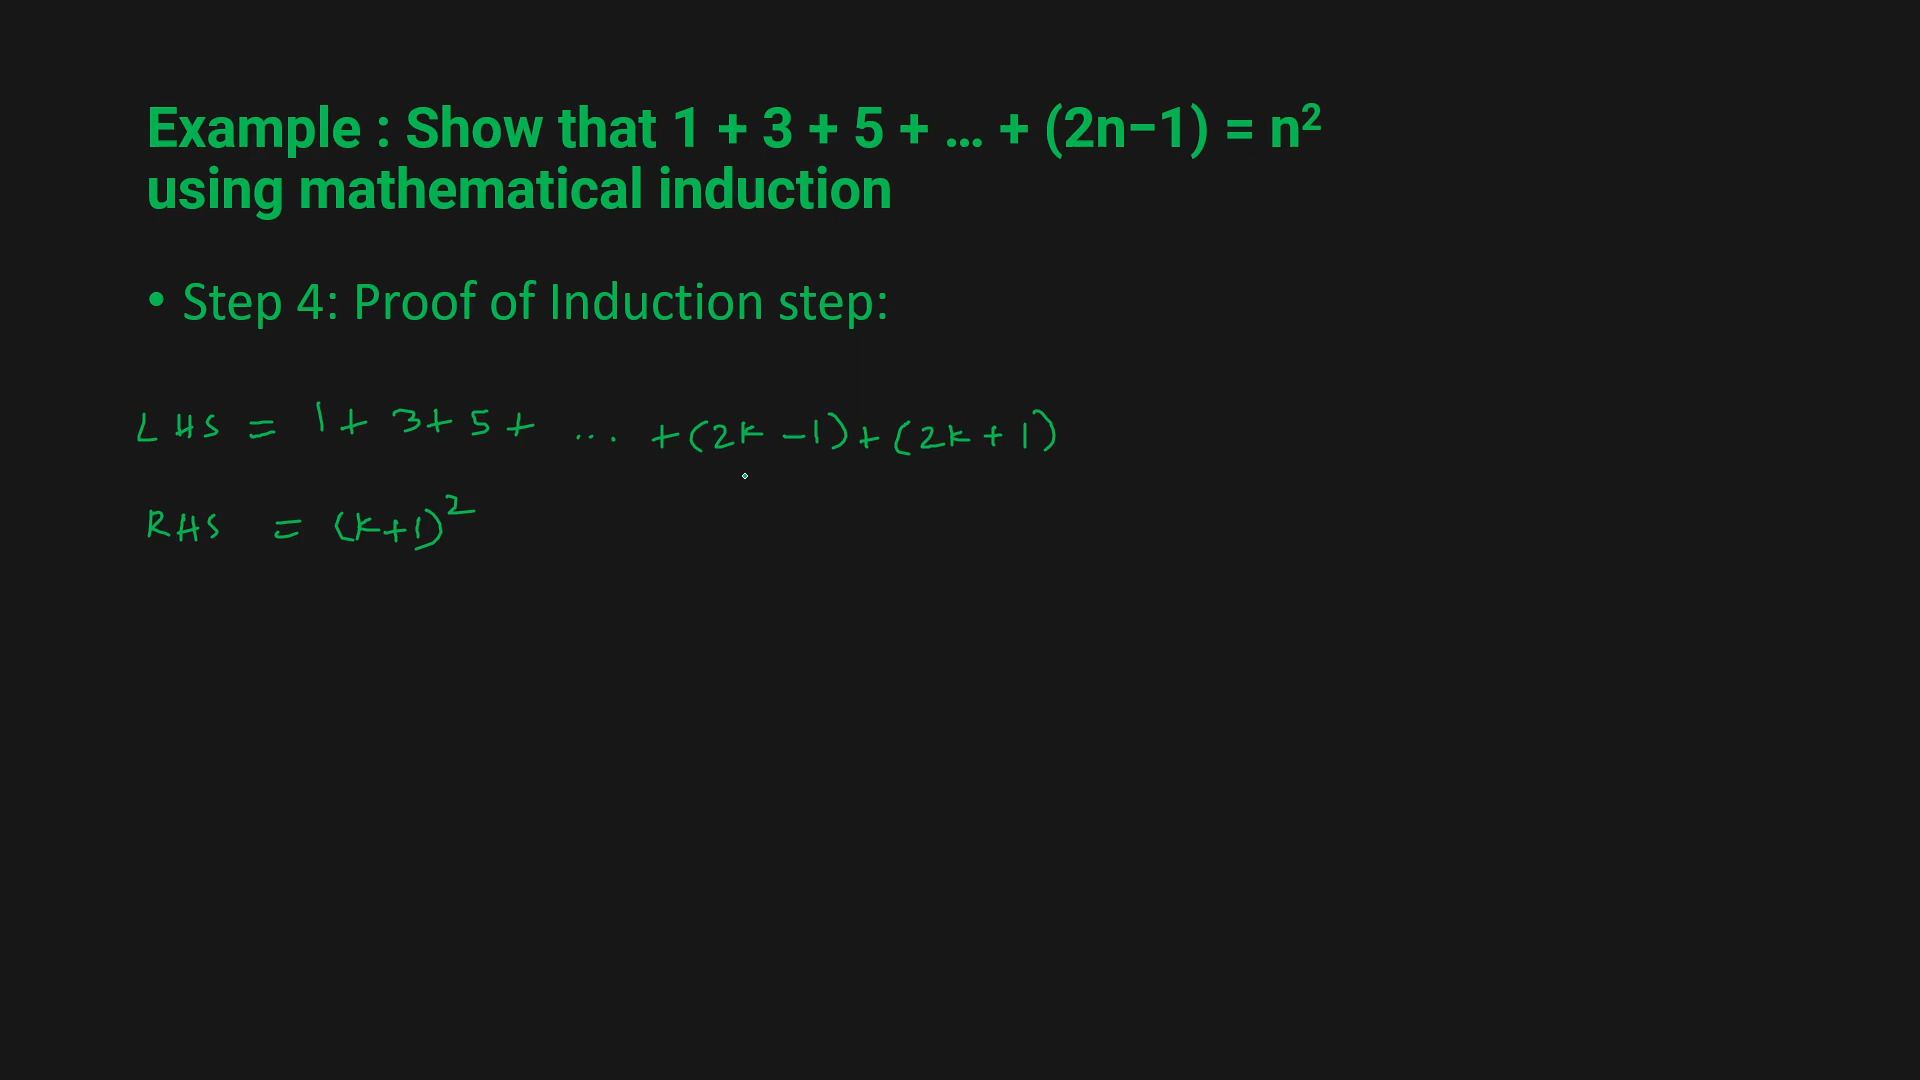 Example : Show that 1 + 3 + 5 + … + (2n−1) = n²
using mathematical induction
• Step 4: Proof of Induction step:
LHS = 1 + 3 + 5 + ... + (2k - 1) + (2k + 1)
RHS = (k+1)²